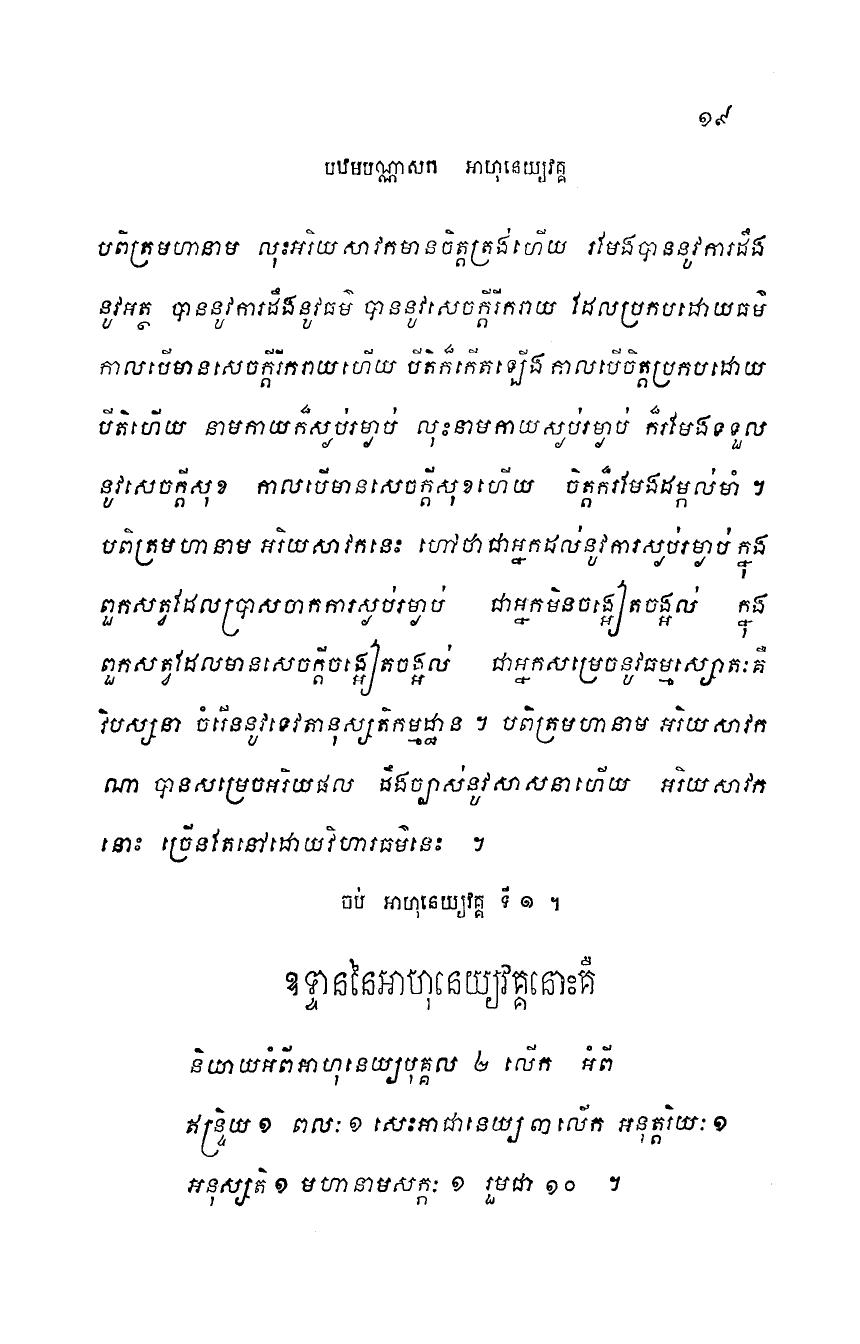 ១៩
បឋមបណ្ណាសក អាហុនេយ្យវគ្គ
បពិត្រមហានាម លុះអរិយសាវកមានចិត្តត្រង់ហើយ រមែងបាននូវការដឹង
នូវអត្ថ បាននូវការដឹងនូវធម៌ បាននូវសេចក្តីរីករាយ ដែលប្រកបដោយធម៌
កាលបើមានសេចក្តីរីករាយហើយ បីតិក៏កើតឡើង កាលបើចិត្តប្រកបដោយ
បីតិហើយ នាមកាយក៏ស្ងប់រម្ងាប់ លុះនាមកាយស្ងប់រម្ងាប់ ក៏រមែងទទួល
នូវសេចក្តីសុខ កាលបើមានសេចក្តីសុខហើយ ចិត្តក៏រមែងដម្កល់មាំ ។
បពិត្រមហានាម អរិយសាវកនេះ ហៅថាជាអ្នកដល់នូវការស្ងប់រម្ងាប់ ក្នុង
ពួកសត្វដែលប្រាសចាកការស្ងប់រម្ងាប់ ជាអ្នកមិនចង្អៀតចង្អល់ ក្នុង
ពួកសត្វដែលមានសេចក្តីចង្អៀតចង្អល់ ជាអ្នកសម្រេចនូវធម្មស្សោតៈគឺ
វិបស្សនា ចំរើននូវទេវតានុស្សតិកម្មដ្ឋាន ។ បពិត្រមហានាម អរិយសាវក
ណា បានសម្រេចអរិយផល ដឹងច្បាស់នូវសាសនាហើយ អរិយសាវក
នោះ ច្រើនតែនៅដោយវិហារធម៌នេះ ។
ចប់ អាហុនេយ្យវគ្គ ទី ១ ។
ឧទ្ទាននៃអាហុនេយ្យវគ្គនោះគឺ
និយាយអំពីអាហុនេយ្យបុគ្គល ២ លើក អំពី
ឥន្ទ្រិយ ១ ពលៈ ១ សេះអាជានេយ្យ ៣ លើក អនុត្តរិយៈ ១
អនុស្សតិ ១ មហានាមសក្កៈ ១ រួមជា ១០ ។